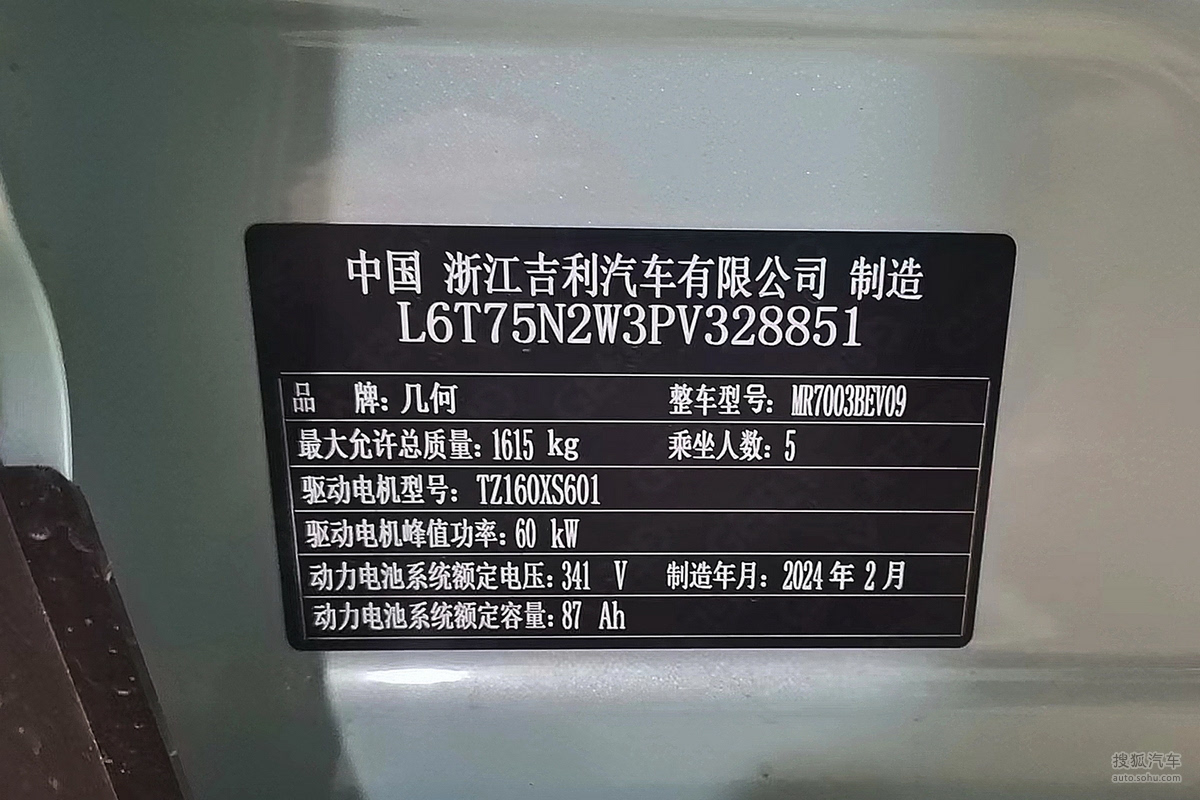 中国 浙江吉利汽车有限公司 制造
L6T75N2W3PV328851
品 牌: 几何 整车型号: MR7003BEV09
最大允许总质量: 1615 kg 乘坐人数: 5
驱动电机型号: TZ160XS601
驱动电机峰值功率: 60 kW
动力电池系统额定电压: 341 V 制造年月: 2024 年 2 月
动力电池系统额定容量: 87 Ah
搜狐汽车
auto.sohu.com